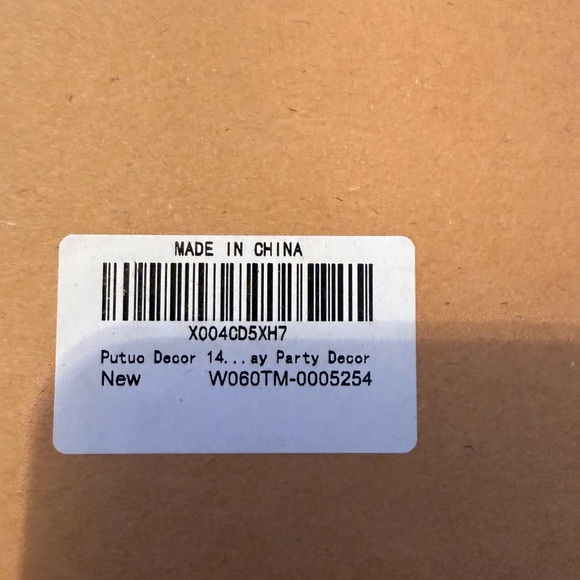 MADE IN CHINA
X004CD5XH7
Putuo Decor 14...ay Party Decor
New W060TM-0005254